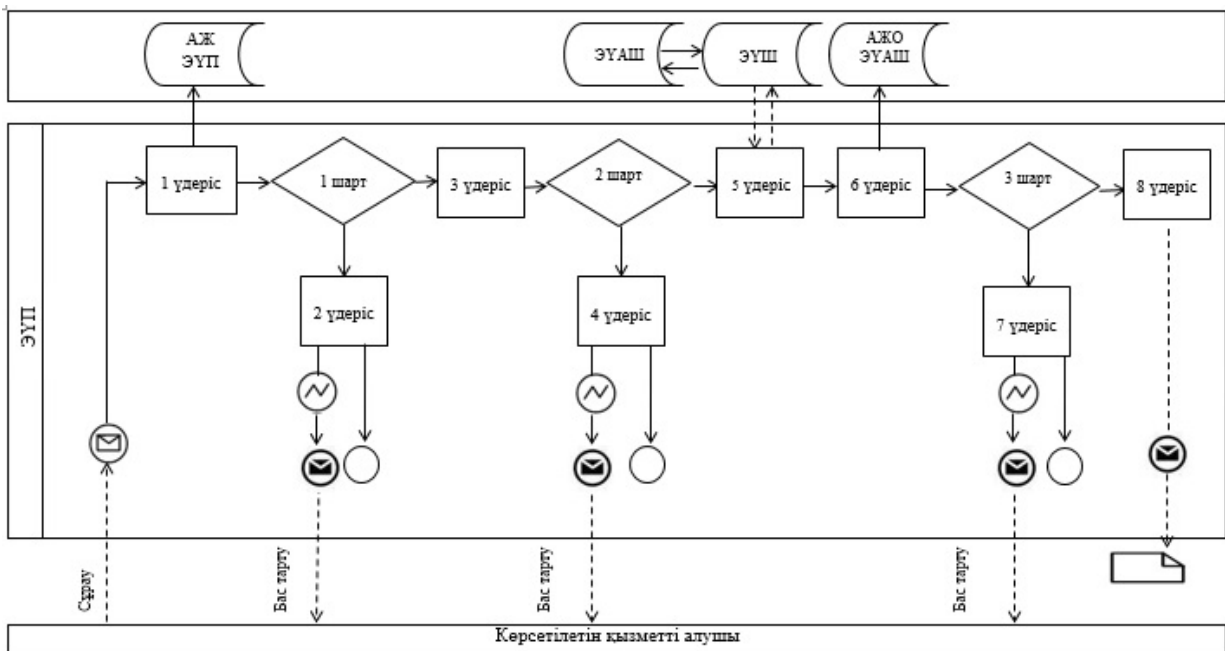 АЖ
ЭҮП
ЭҮАШ
ЭҮШ
АЖО
ЭҮАШ
1 үдеріс
1 шарт
3 үдеріс
2 шарт
5 үдеріс
6 үдеріс
3 шарт
8 үдеріс
2 үдеріс
4 үдеріс
7 үдеріс
ЭҮП
Сұрау
Бас тарту
Бас тарту
Бас тарту
Көрсетілетін қызметті алушы